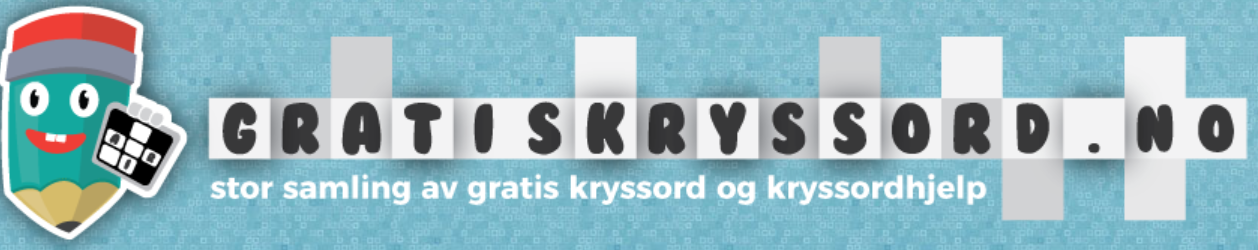 GRATISKRYSSORD.NO
stor samling av gratis kryssord og kryssordhjelp